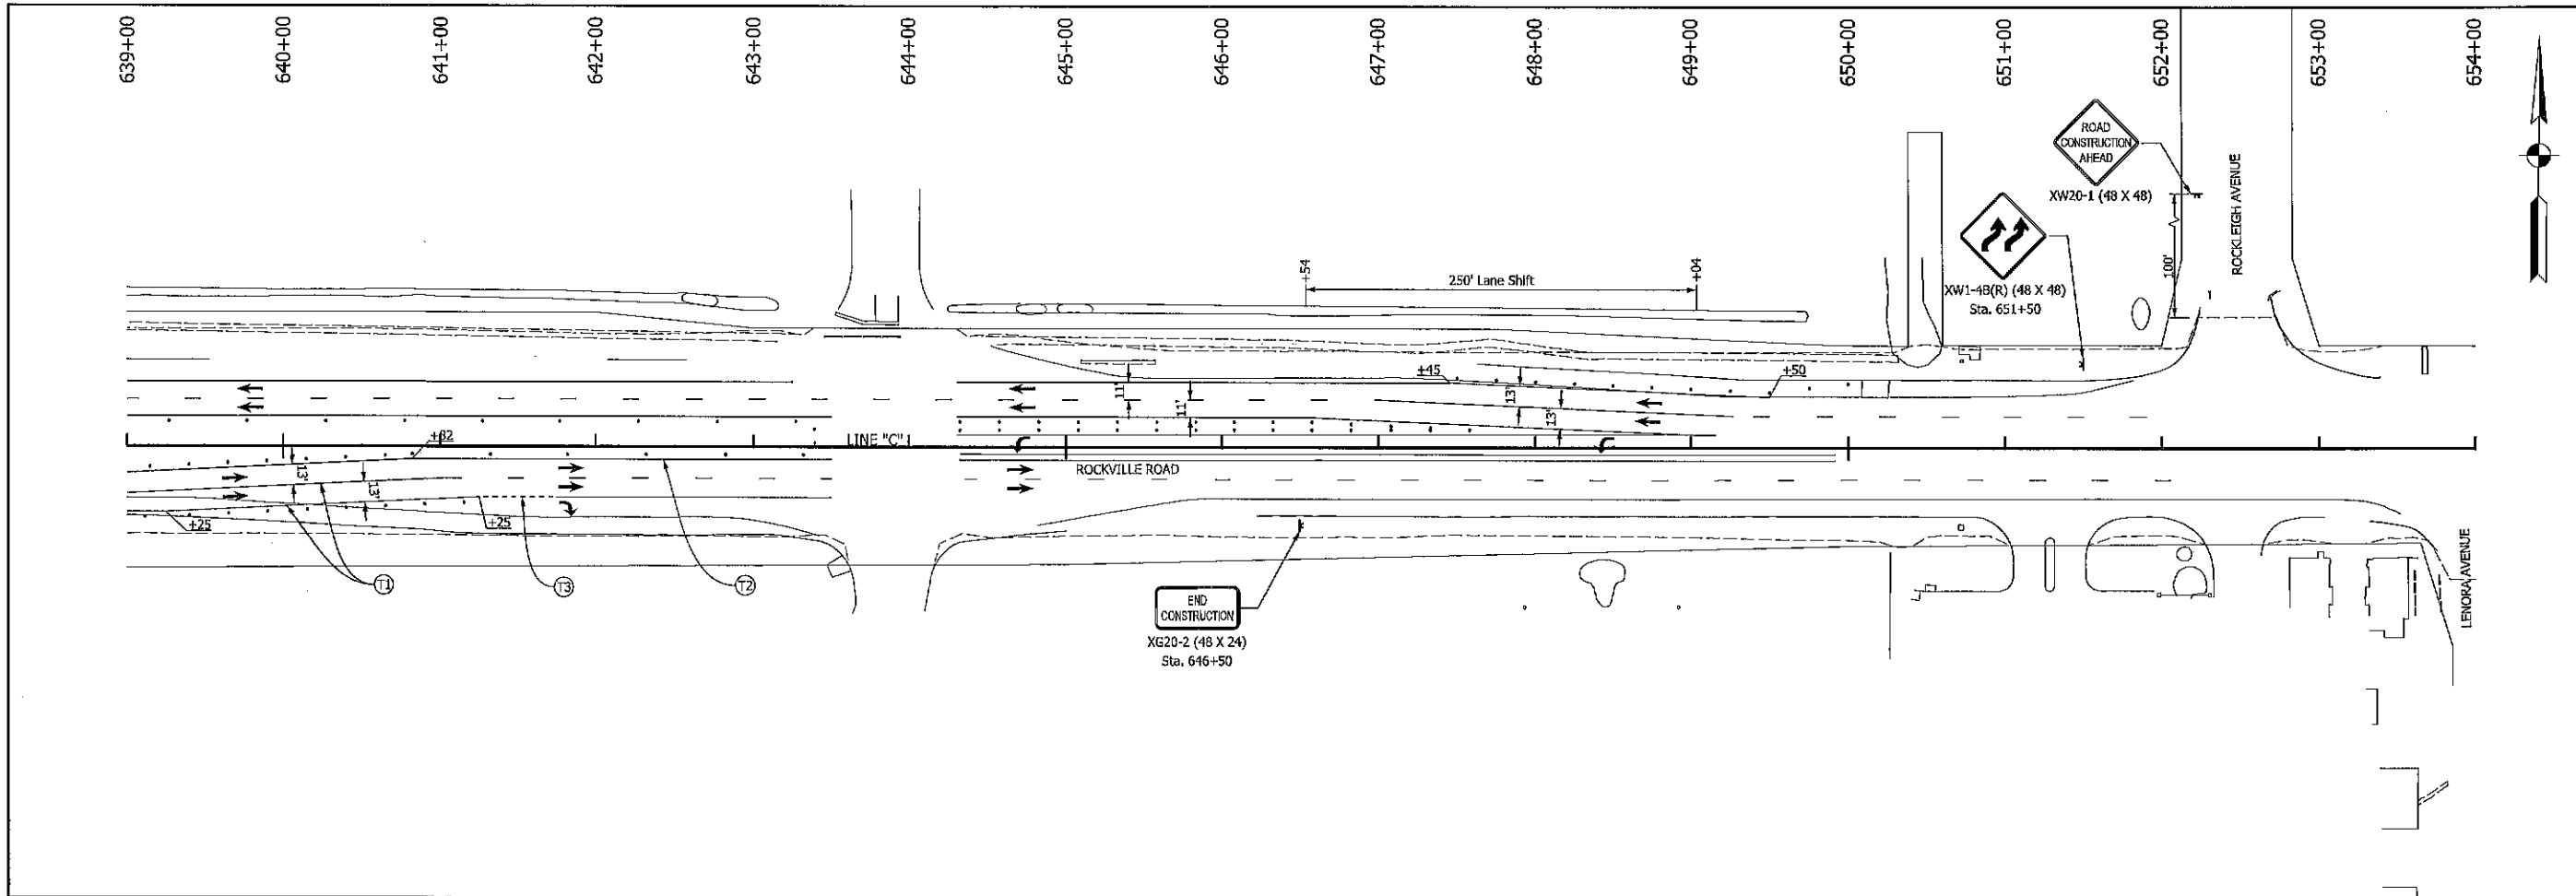 639+00
640+00
641+00
642+00
643+00
644+00
645+00
646+00
647+00
648+00
649+00
650+00
651+00
652+00
653+00
654+00
ROAD
CONSTRUCTION
AHEAD
XW20-1 (48 X 48)
ROCKLEIGH AVENUE
100'
XW1-4B(R) (48 X 48)
Sta. 651+50
+54
250' Lane Shift
+04
11'
11'
+45
13'
13'
+50
LINE "C"
ROCKVILLE ROAD
+82
13'
13'
+25
+25
T1
T3
T2
END
CONSTRUCTION
XG20-2 (48 X 24)
Sta. 646+50
LENORA AVENUE